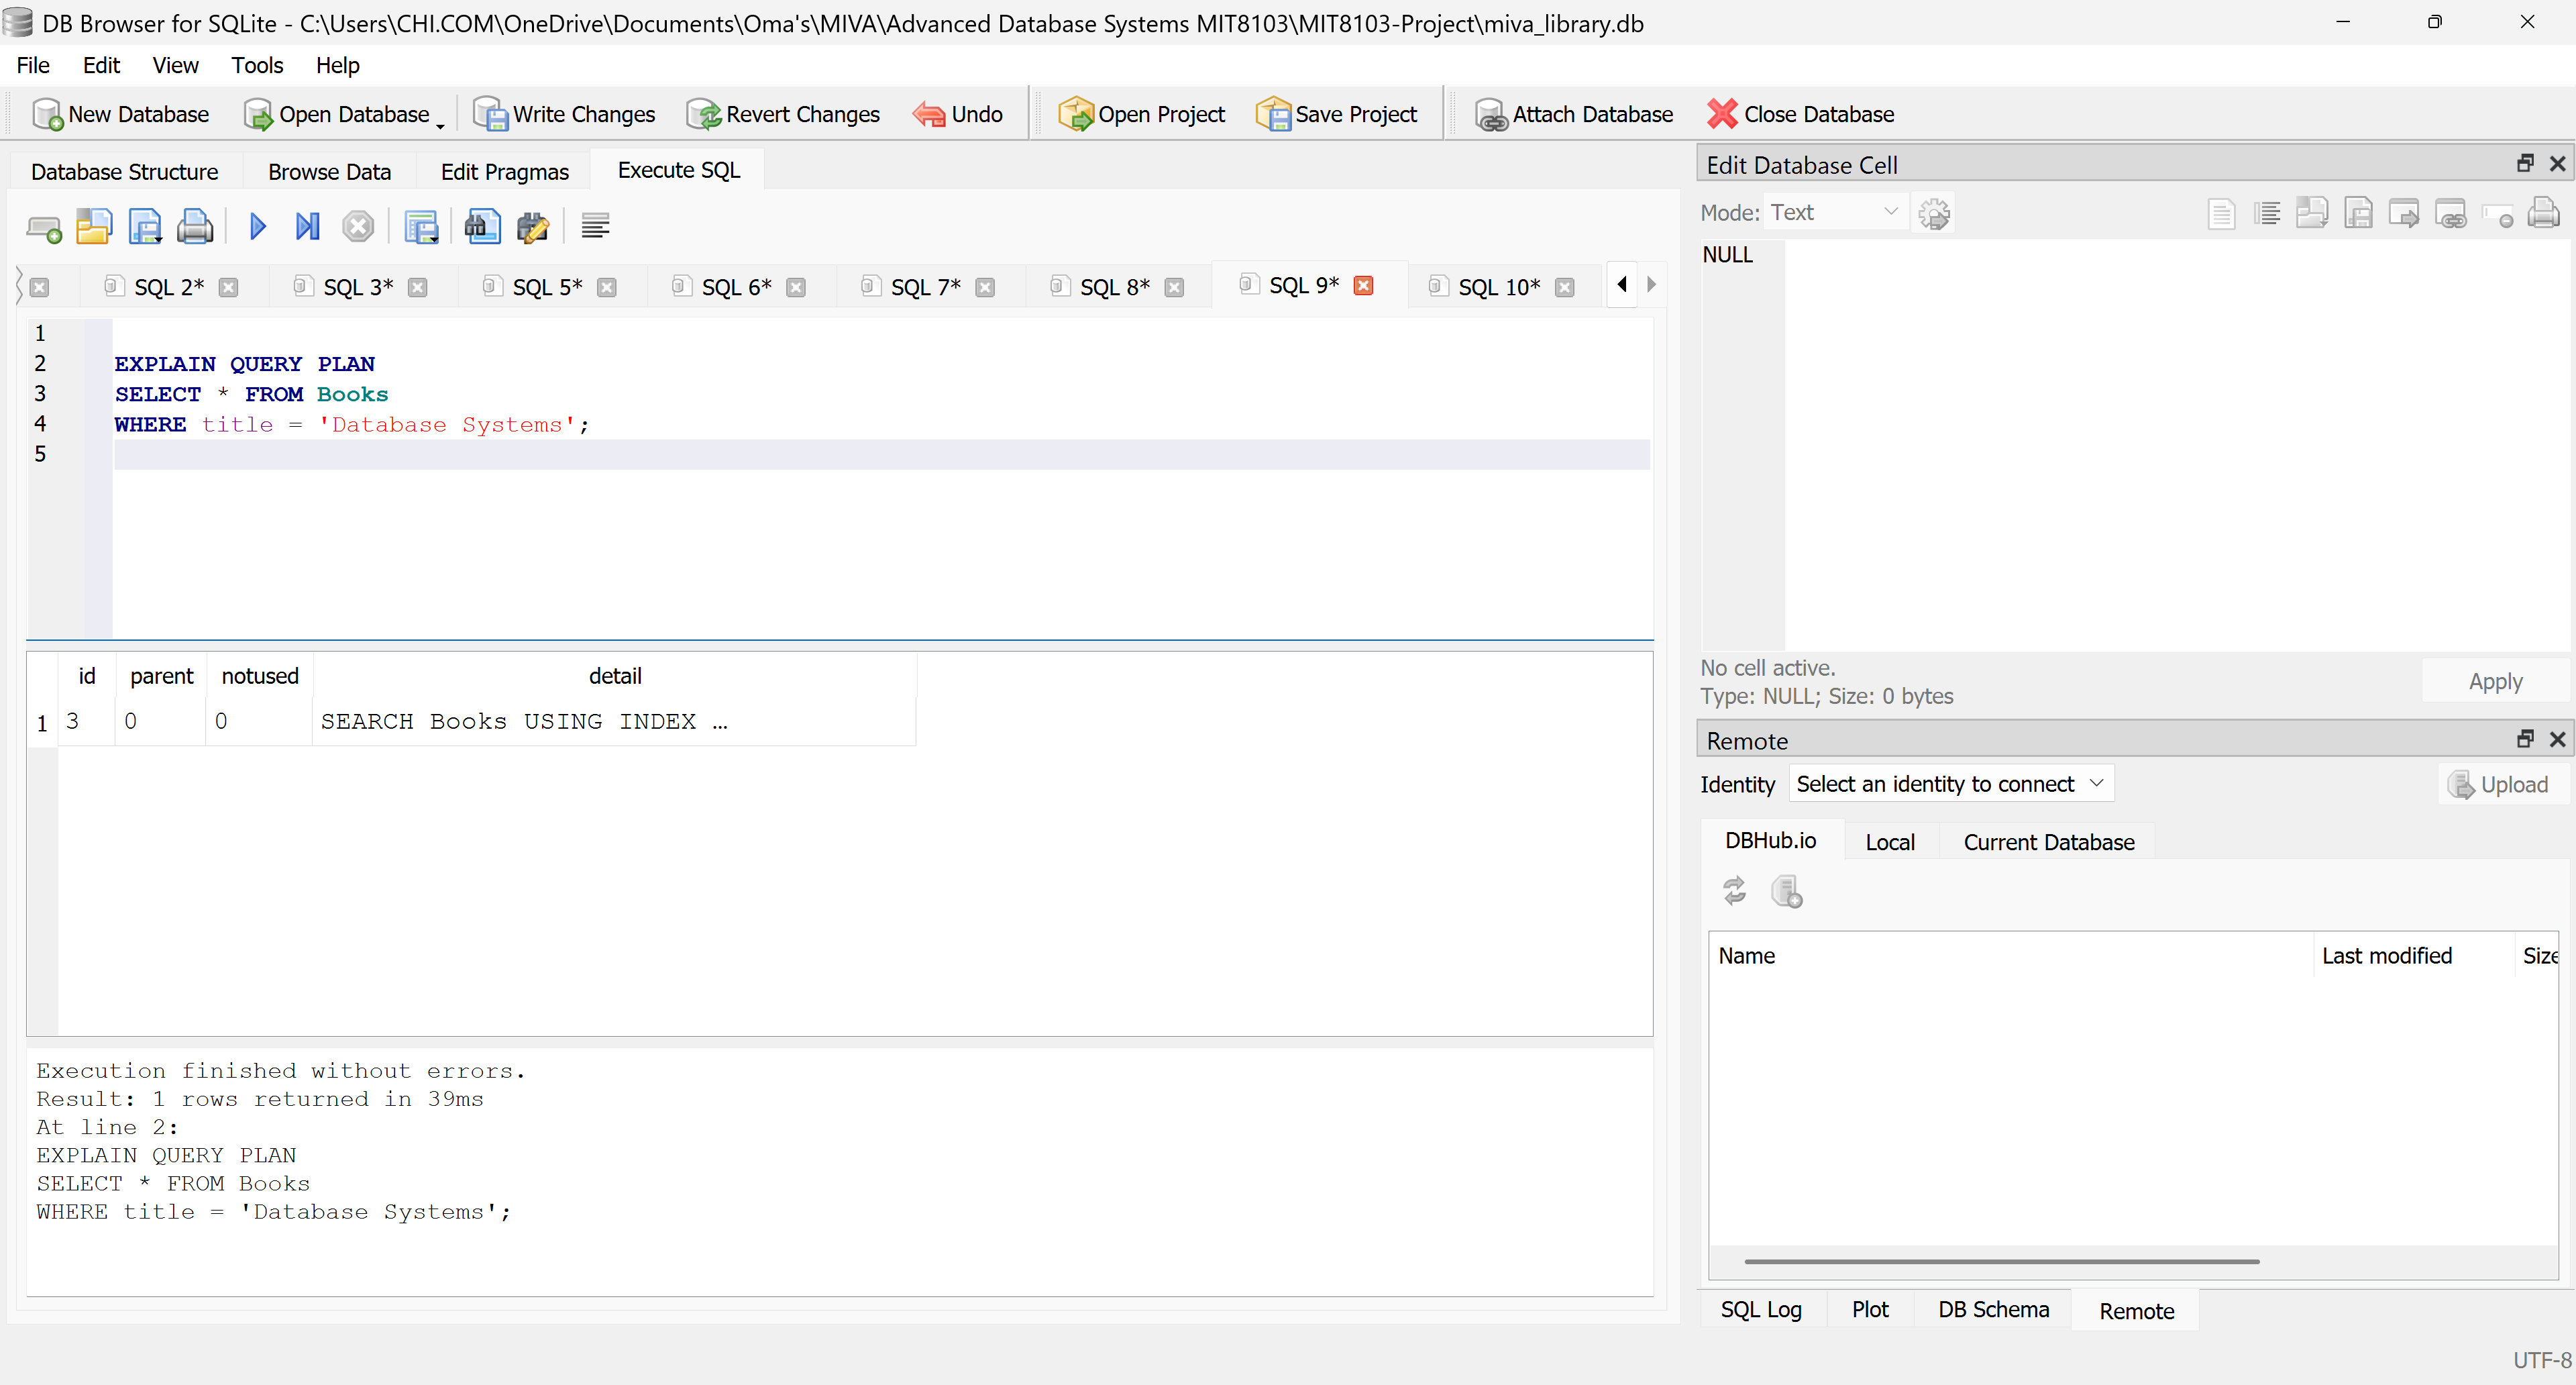 DB Browser for SQLite - C:\Users\CHI.COM\OneDrive\Documents\Oma's\MIVA\Advanced Database Systems MIT8103\MIT8103-Project\miva_library.db
File Edit View Tools Help
New Database Open Database Write Changes Revert Changes Undo Open Project Save Project Attach Database Close Database
Database Structure Browse Data Edit Pragmas Execute SQL
SQL 2* SQL 3* SQL 5* SQL 6* SQL 7* SQL 8* SQL 9* SQL 10*
1
2 EXPLAIN QUERY PLAN
3 SELECT * FROM Books
4 WHERE title = 'Database Systems';
5
id parent notused detail
1 3 0 0 SEARCH Books USING INDEX ...
Execution finished without errors.
Result: 1 rows returned in 39ms
At line 2:
EXPLAIN QUERY PLAN
SELECT * FROM Books
WHERE title = 'Database Systems';
Edit Database Cell
Mode: Text
NULL
No cell active.
Type: NULL; Size: 0 bytes
Apply
Remote
Identity Select an identity to connect Upload
DBHub.io Local Current Database
Name Last modified Size
SQL Log Plot DB Schema Remote
UTF-8